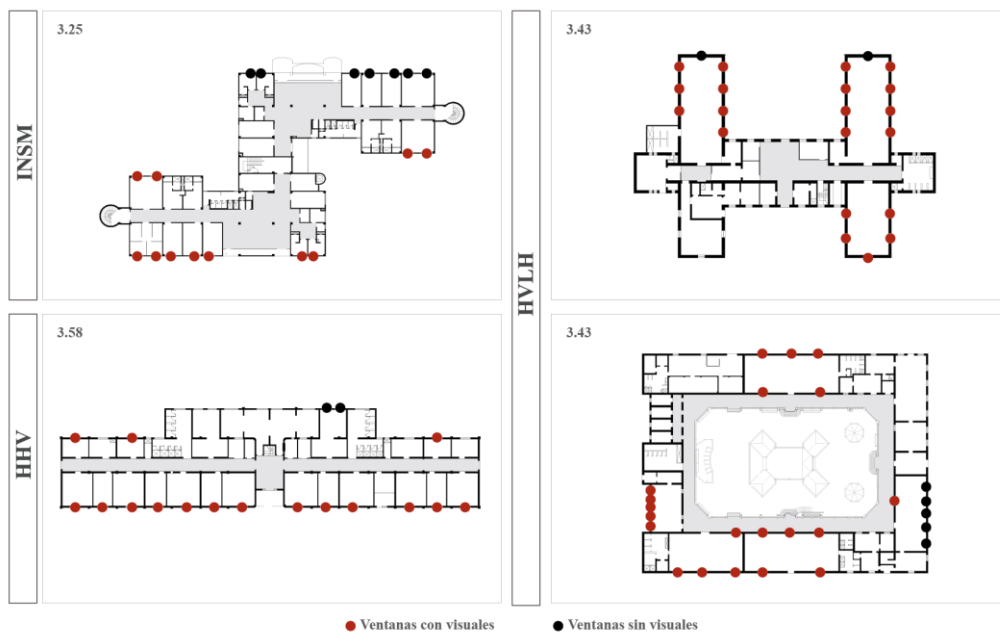 INSM
3.25
HVLH
3.43
HHV
3.58
3.43
Ventanas con visuales
Ventanas sin visuales